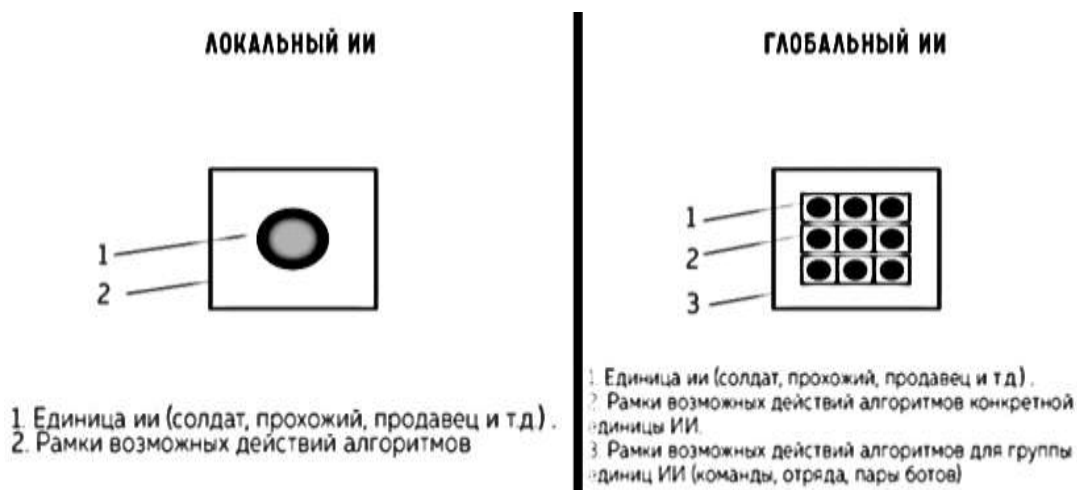 ЛОКАЛЬНЫЙ ИИ
1
2
1. Единица ии (солдат, прохожий, продавец и т.д) .
2. Рамки возможных действий алгоритмов
ГЛОБАЛЬНЫЙ ИИ
1
2
3
1. Единица ии (солдат, прохожий, продавец и т.д) .
2. Рамки возможных действий алгоритмов конкретной
единицы ИИ.
3. Рамки возможных действий алгоритмов для группы
единиц ИИ (команды, отряда, пары ботов)